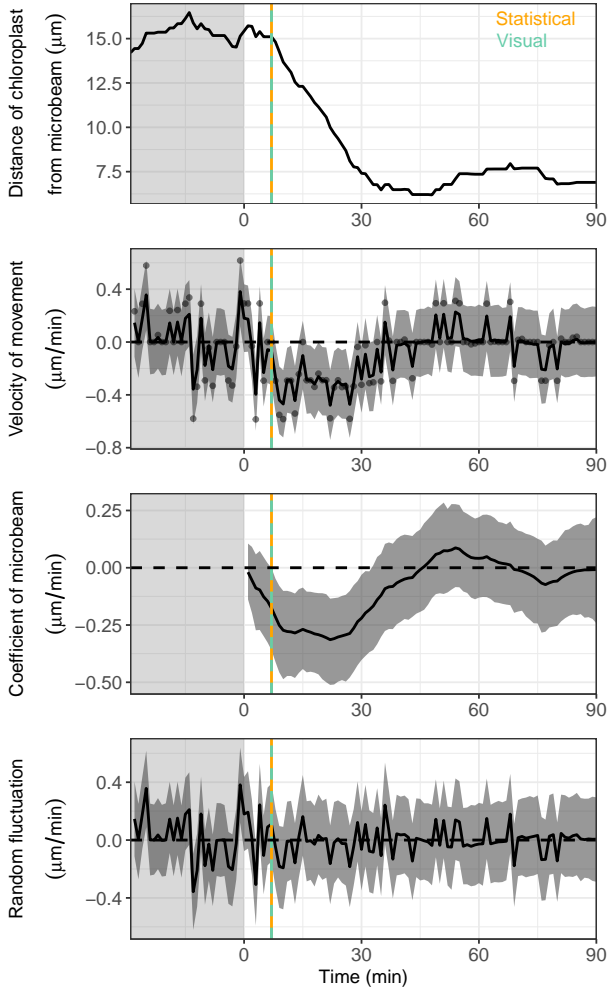 Distance of chloroplast
from microbeam (μm)
Statistical
Visual
15.0
12.5
10.0
7.5
0
30
60
90
Velocity of movement
(μm/min)
0.4
0.0
−0.4
−0.8
0
30
60
90
Coefficient of microbeam
(μm/min)
0.25
0.00
−0.25
−0.50
0
30
60
90
Random fluctuation
(μm/min)
0.4
0.0
−0.4
0
30
60
90
Time (min)